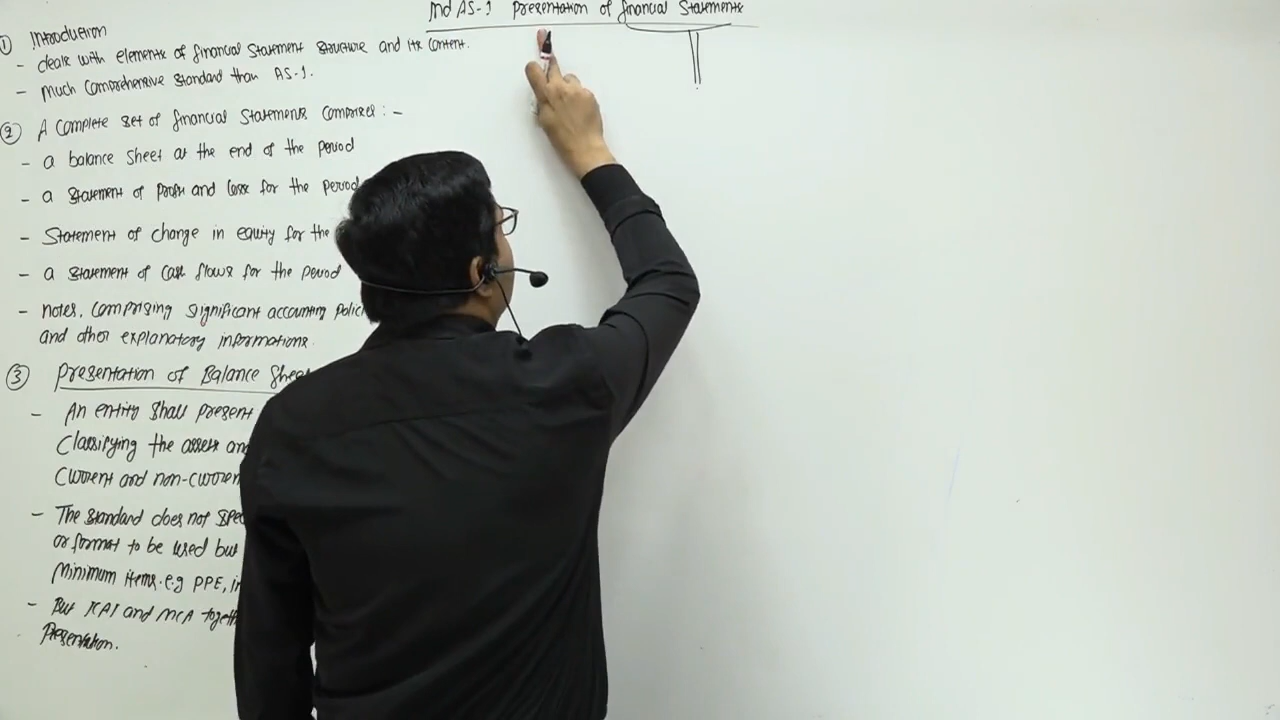 Ind AS-1 Presentation of financial Statements
① Introduction
- deals with elements of financial Statement Structure and its content.
- Much Comprehensive Standard than AS-1.
② A Complete set of financial Statements Comprises : -
- a balance sheet as the end of the period
- a Statement of Profit and loss for the period
- Statement of change in equity for the
- a Statement of Cash flows for the period
- notes, Comprising significant accounting
and other explanatory informations.
③ Presentation of Balance
- An entity shall present
Classifying the assets
Current and
- The Standard does not
or format to be used but
Minimum items. e.g PPE,
- But ICAI and MCA
Presentation.